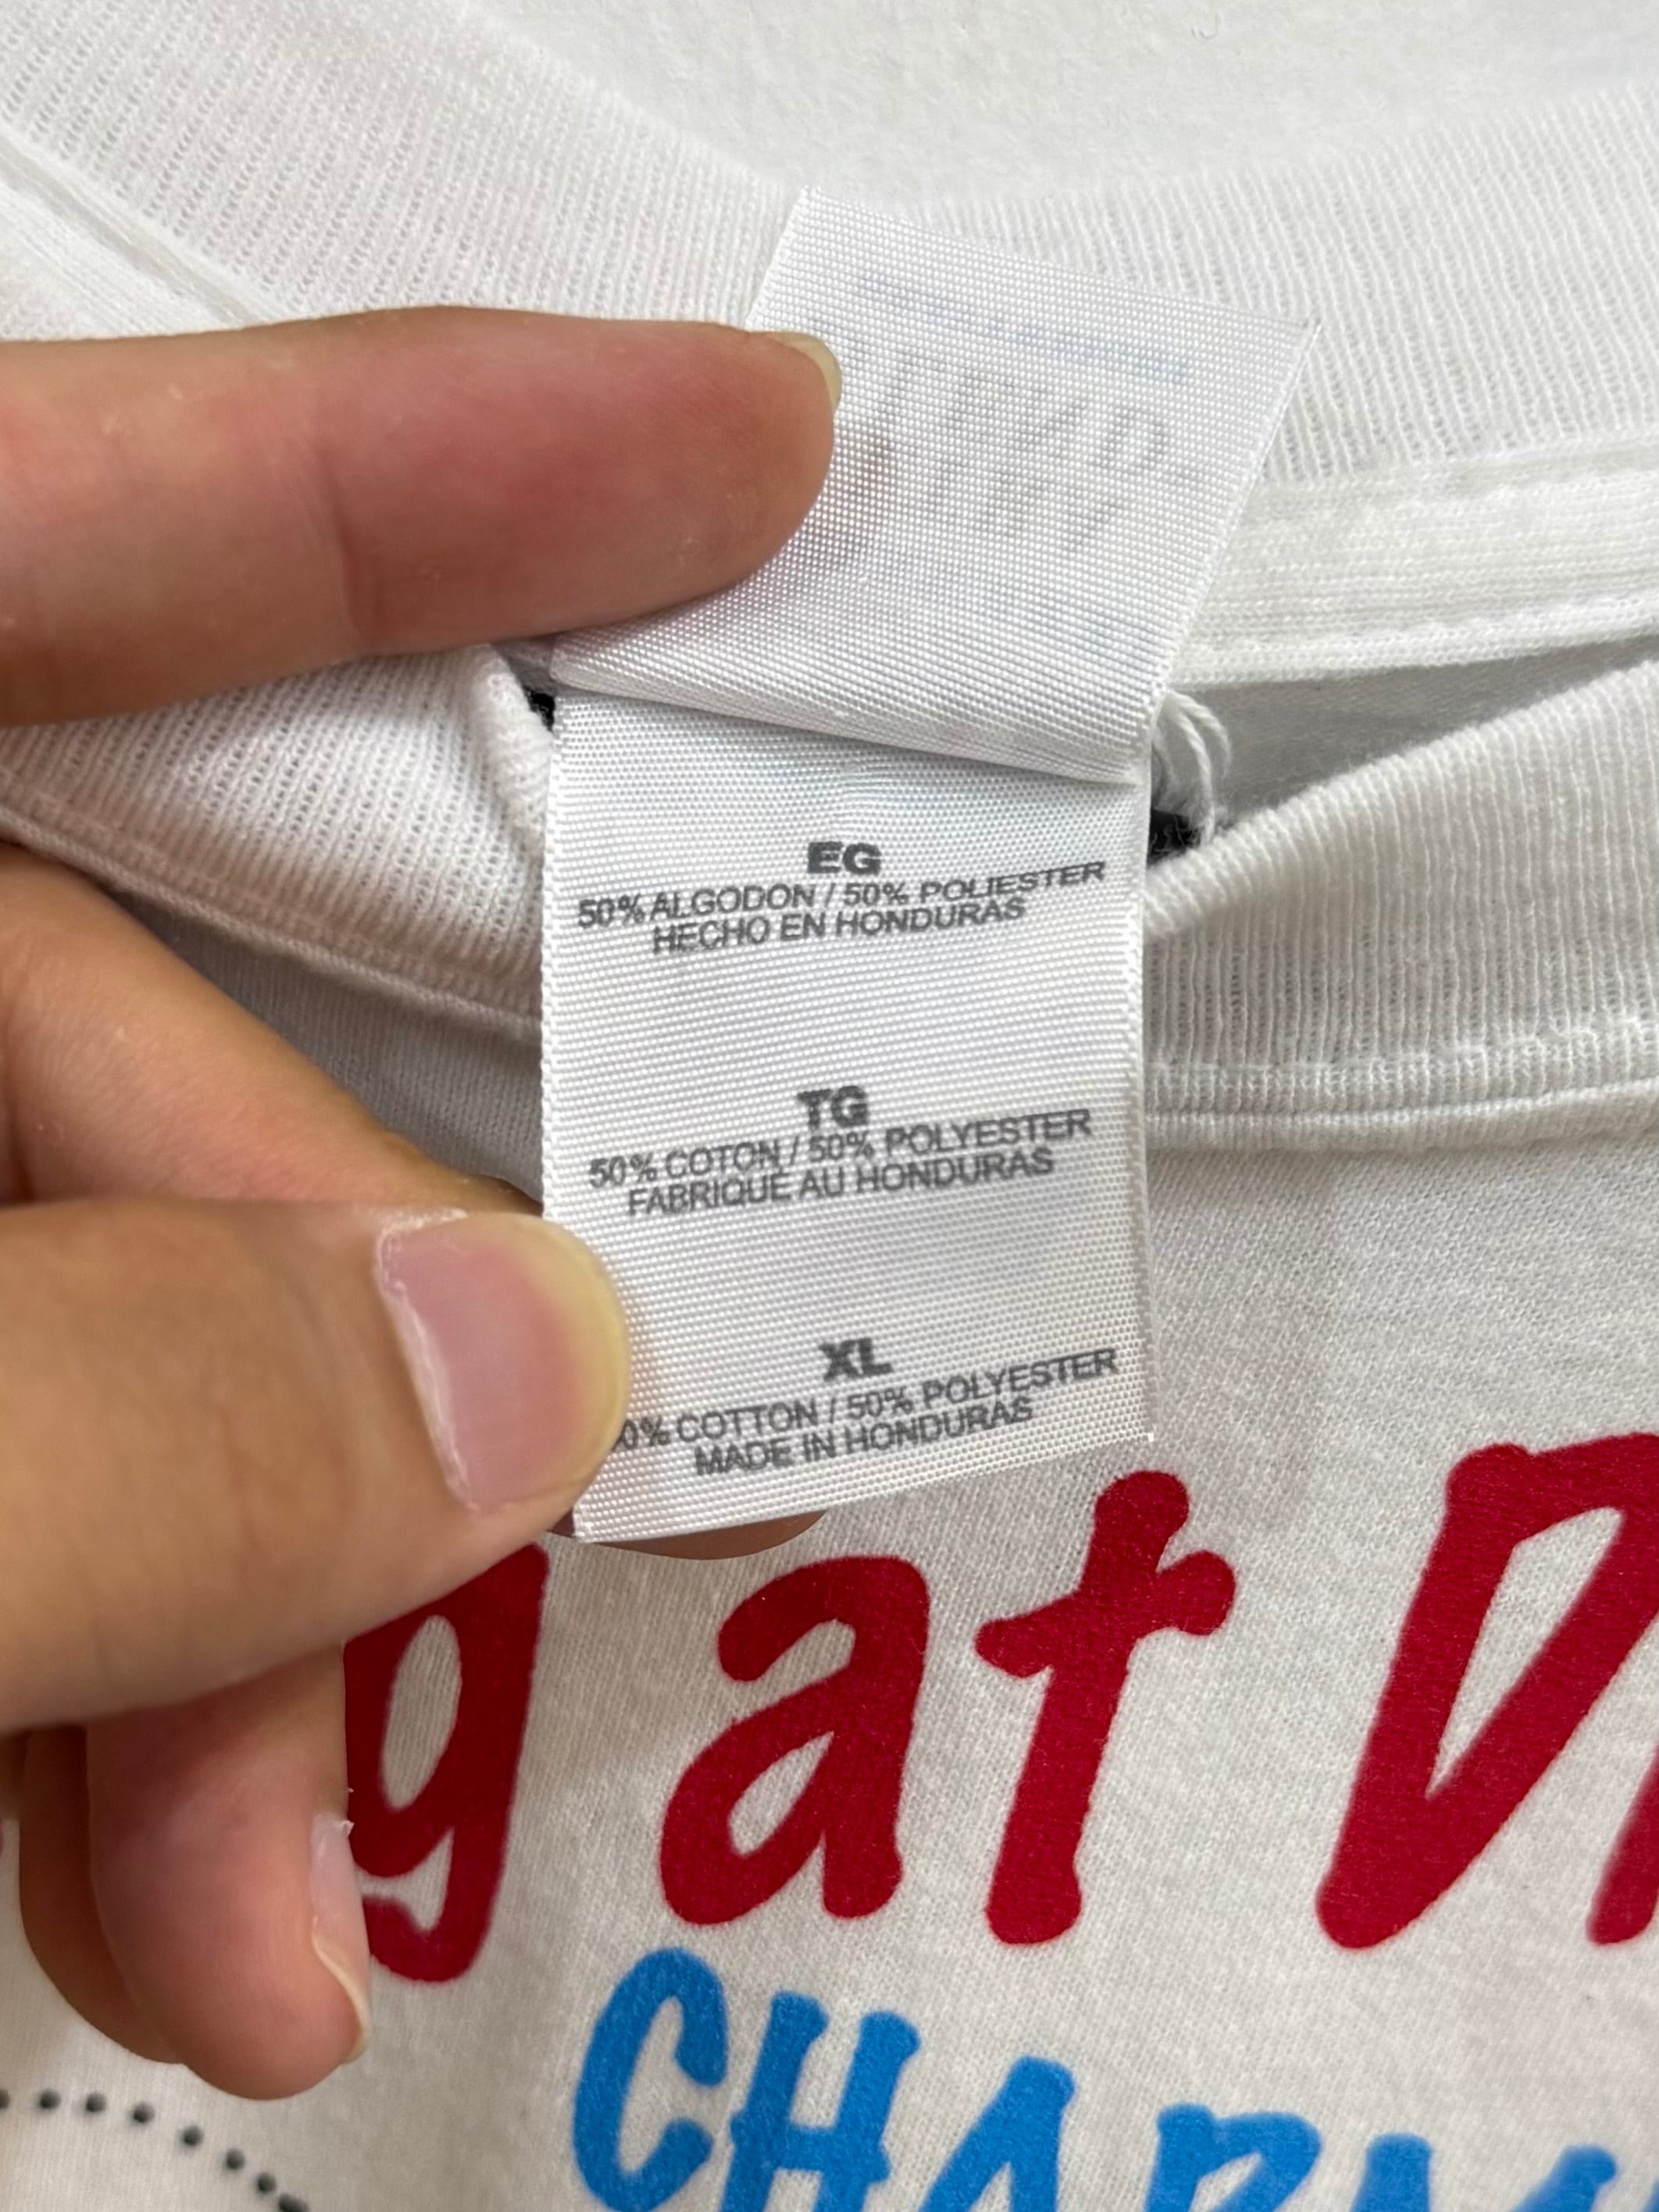 EG
50% ALGODON / 50% POLIESTER
HECHO EN HONDURAS
TG
50% COTON / 50% POLYESTER
FABRIQUE AU HONDURAS
XL
0% COTTON / 50% POLYESTER
MADE IN HONDURAS
g at D
CHARM